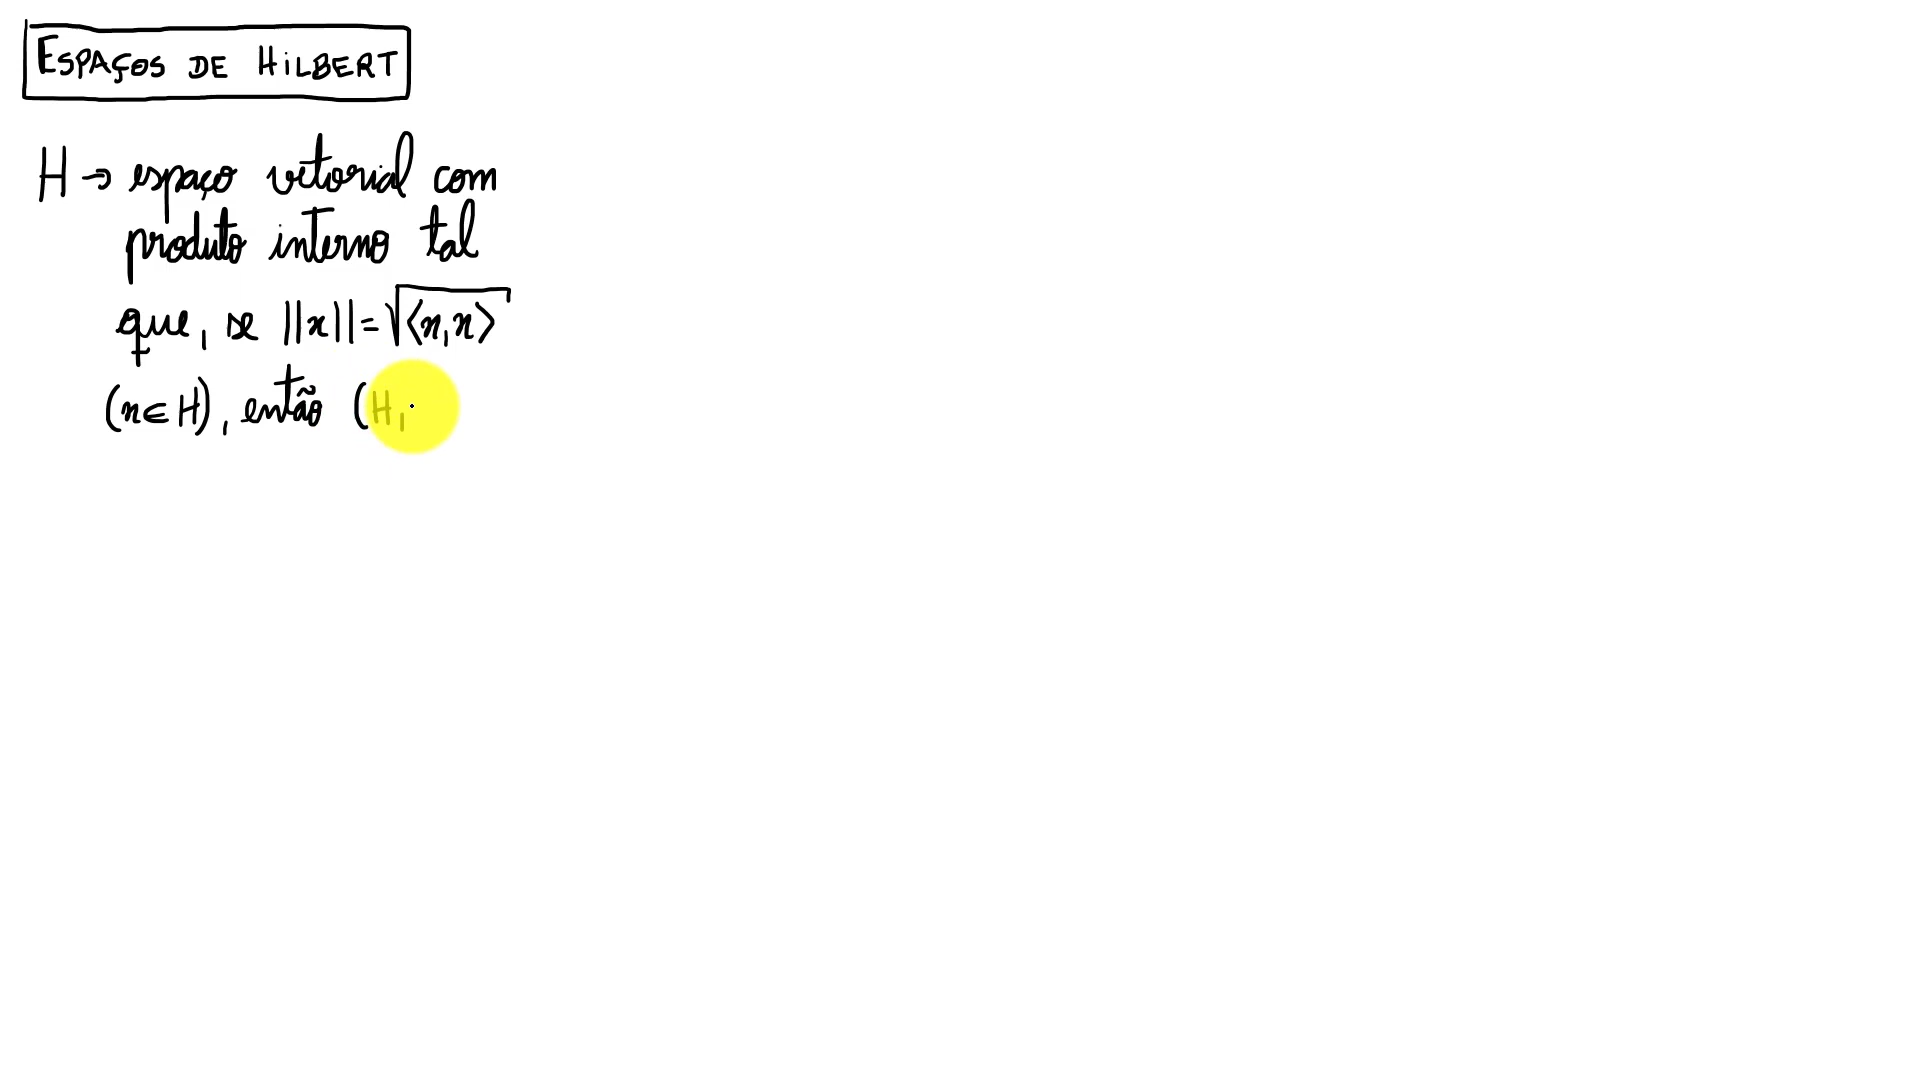 ESPAÇOS DE HILBERT
H → espaço vetorial com
produto interno tal
que, se ||x|| = √⟨x,x⟩
(x ∈ H), então (H,